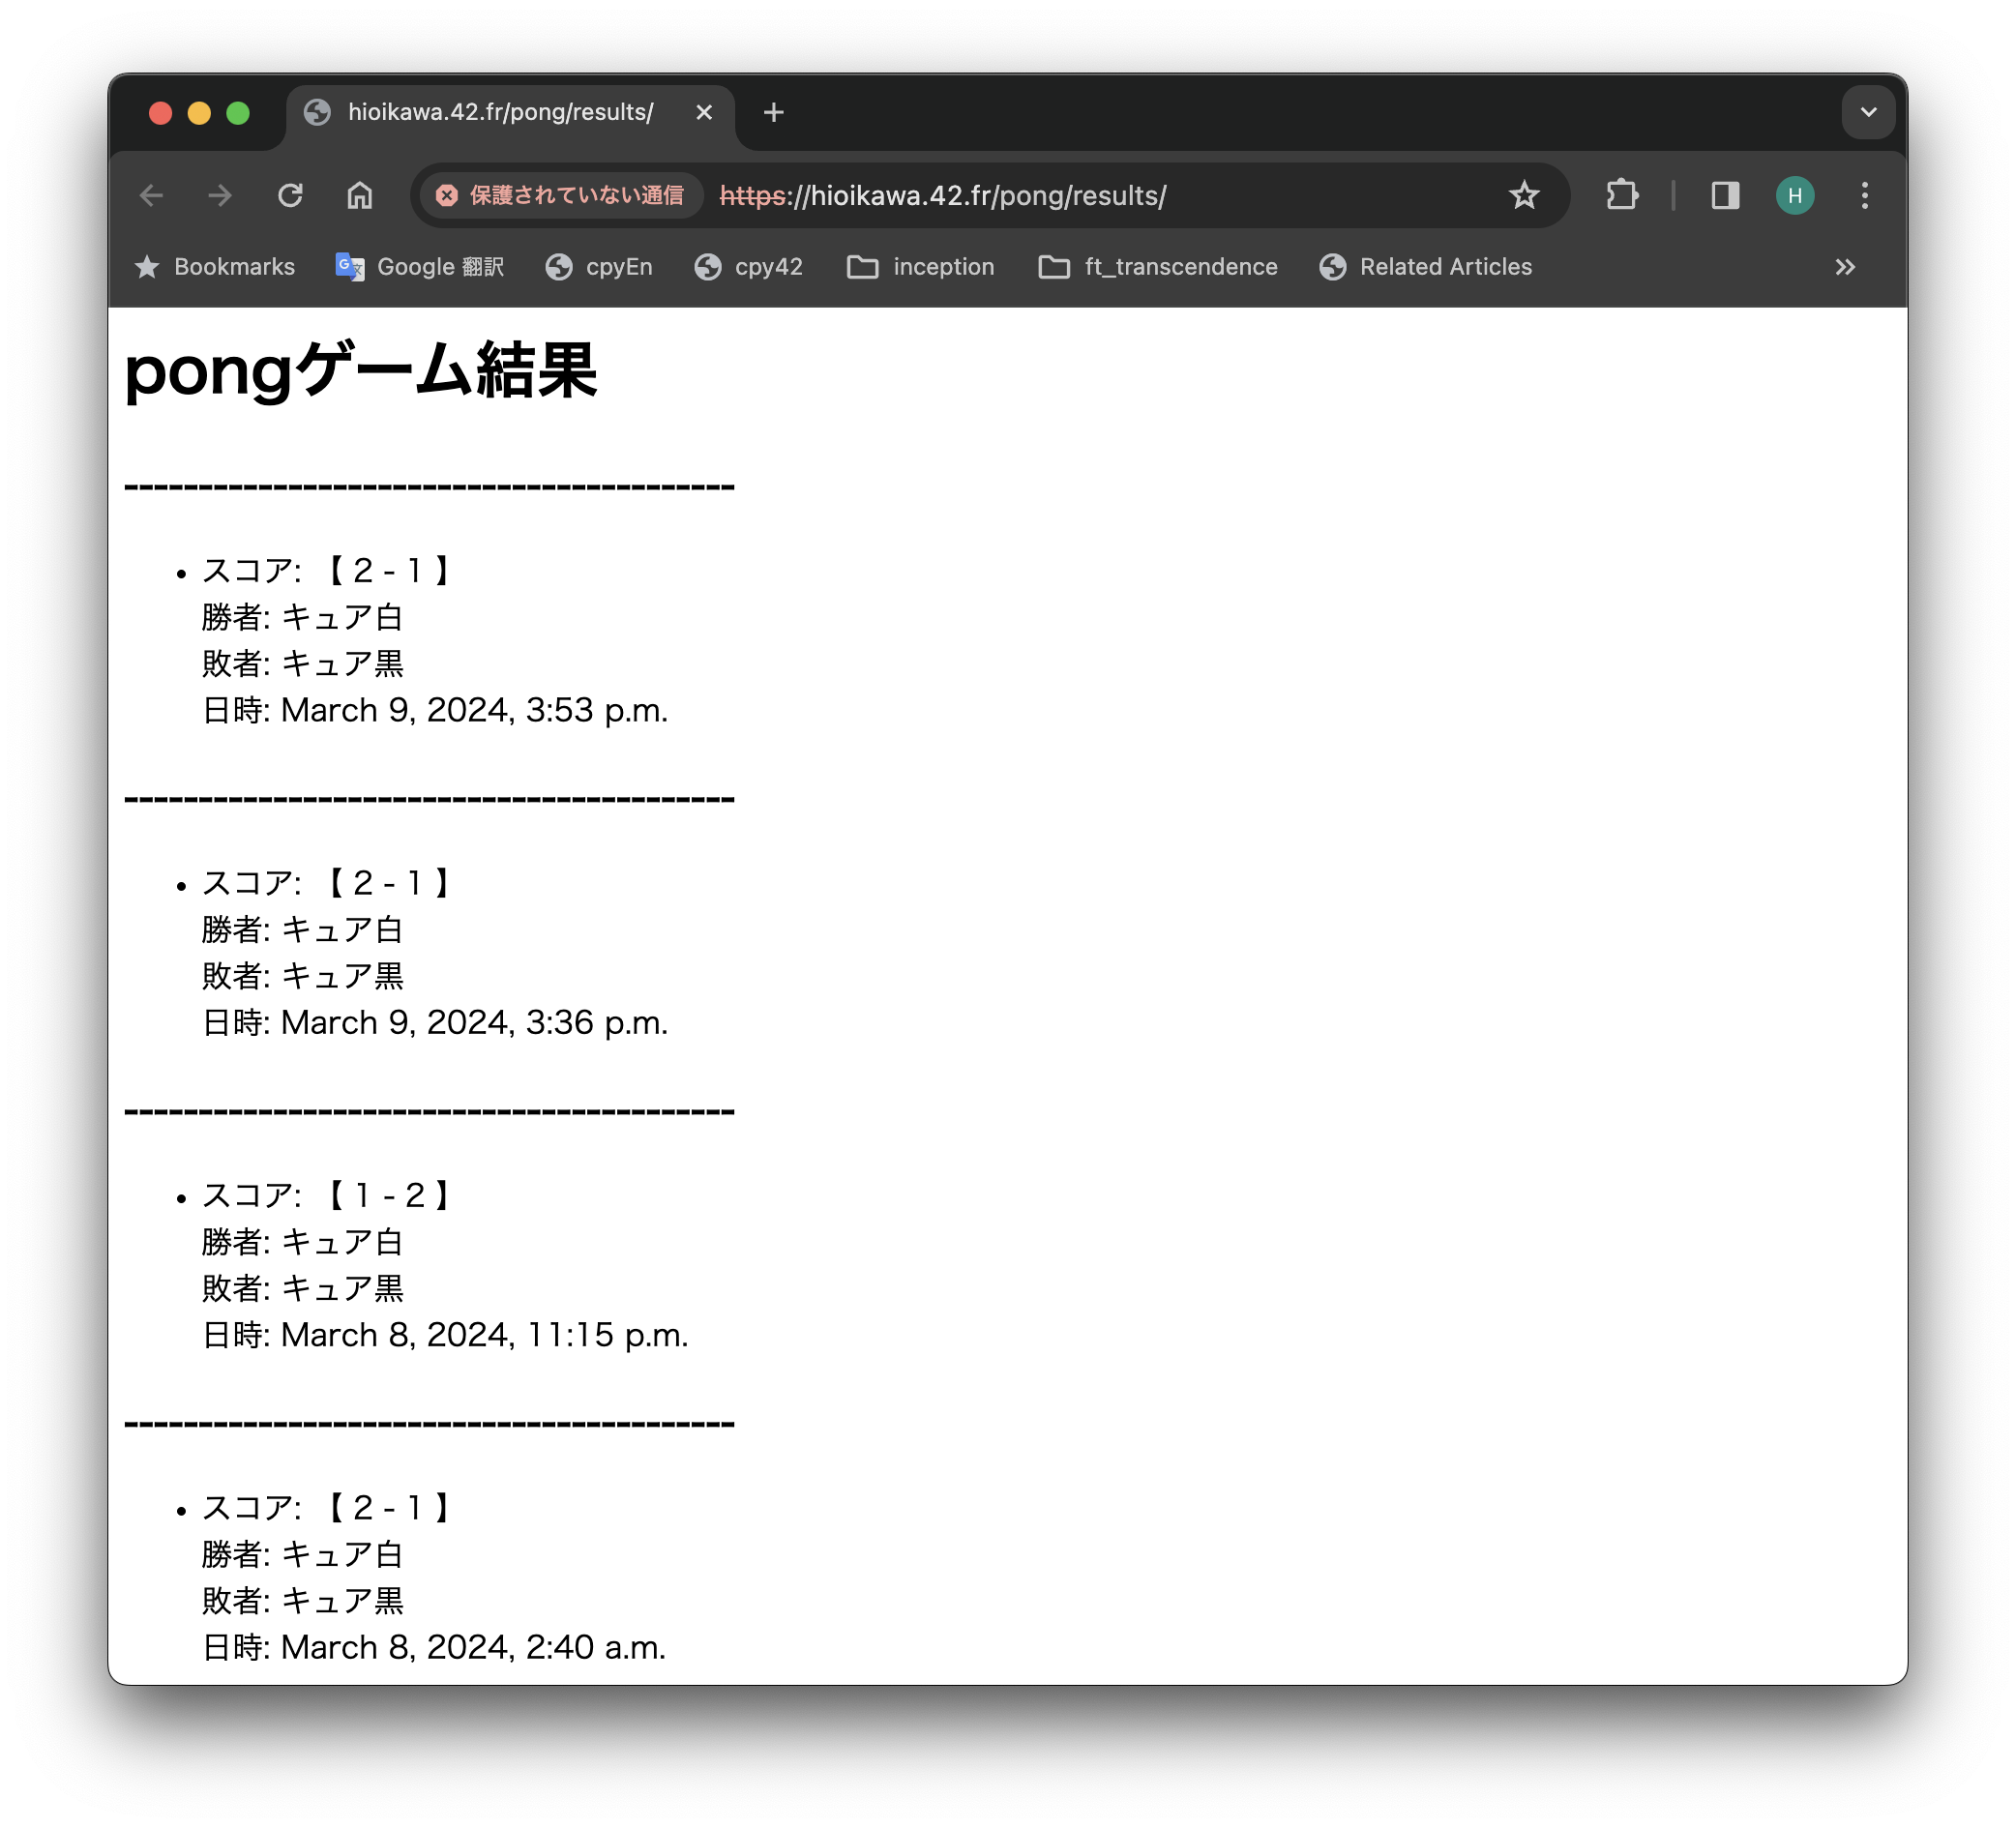 hioikawa.42.fr/pong/results/
保護されていない通信 https://hioikawa.42.fr/pong/results/ H
Bookmarks Google 翻訳 cpyEn cpy42 inception ft_transcendence Related Articles
pongゲーム結果
-----------------------------------------
スコア: 【 2 - 1 】
勝者: キュア白
敗者: キュア黒
日時: March 9, 2024, 3:53 p.m.
-----------------------------------------
スコア: 【 2 - 1 】
勝者: キュア白
敗者: キュア黒
日時: March 9, 2024, 3:36 p.m.
-----------------------------------------
スコア: 【 1 - 2 】
勝者: キュア白
敗者: キュア黒
日時: March 8, 2024, 11:15 p.m.
-----------------------------------------
スコア: 【 2 - 1 】
勝者: キュア白
敗者: キュア黒
日時: March 8, 2024, 2:40 a.m.